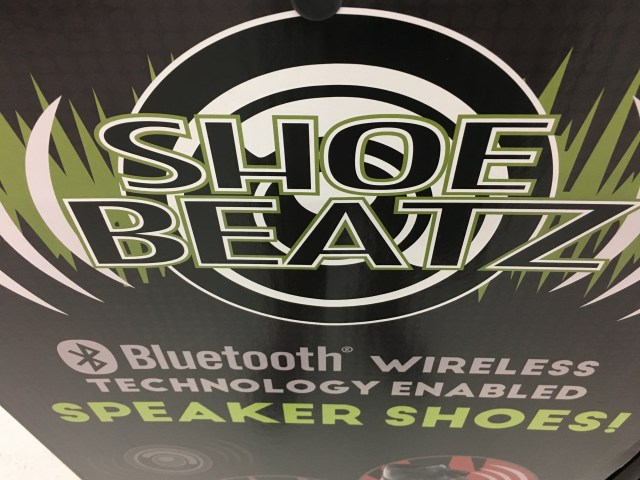 SHOE
BEATZ
Bluetooth® WIRELESS
TECHNOLOGY ENABLED
SPEAKER SHOES!